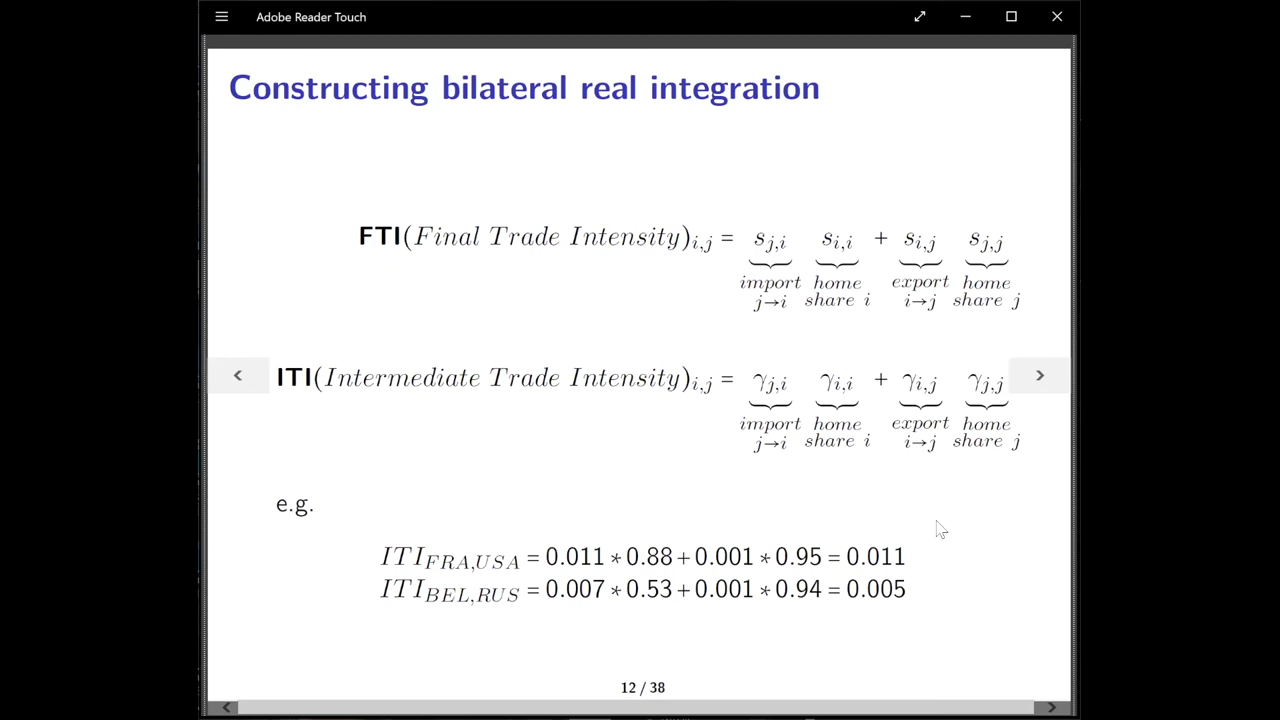 Adobe Reader Touch
Constructing bilateral real integration
FTI(Final Trade Intensity)i,j = sj,i si,i + si,j sj,j
import home export home
j→i share i i→j share j
ITI(Intermediate Trade Intensity)i,j = γj,i γi,i + γi,j γj,j
import home export home
j→i share i i→j share j
e.g.
ITIFRA,USA = 0.011 ∗ 0.88 + 0.001 ∗ 0.95 = 0.011
ITIBEL,RUS = 0.007 ∗ 0.53 + 0.001 ∗ 0.94 = 0.005
12 / 38